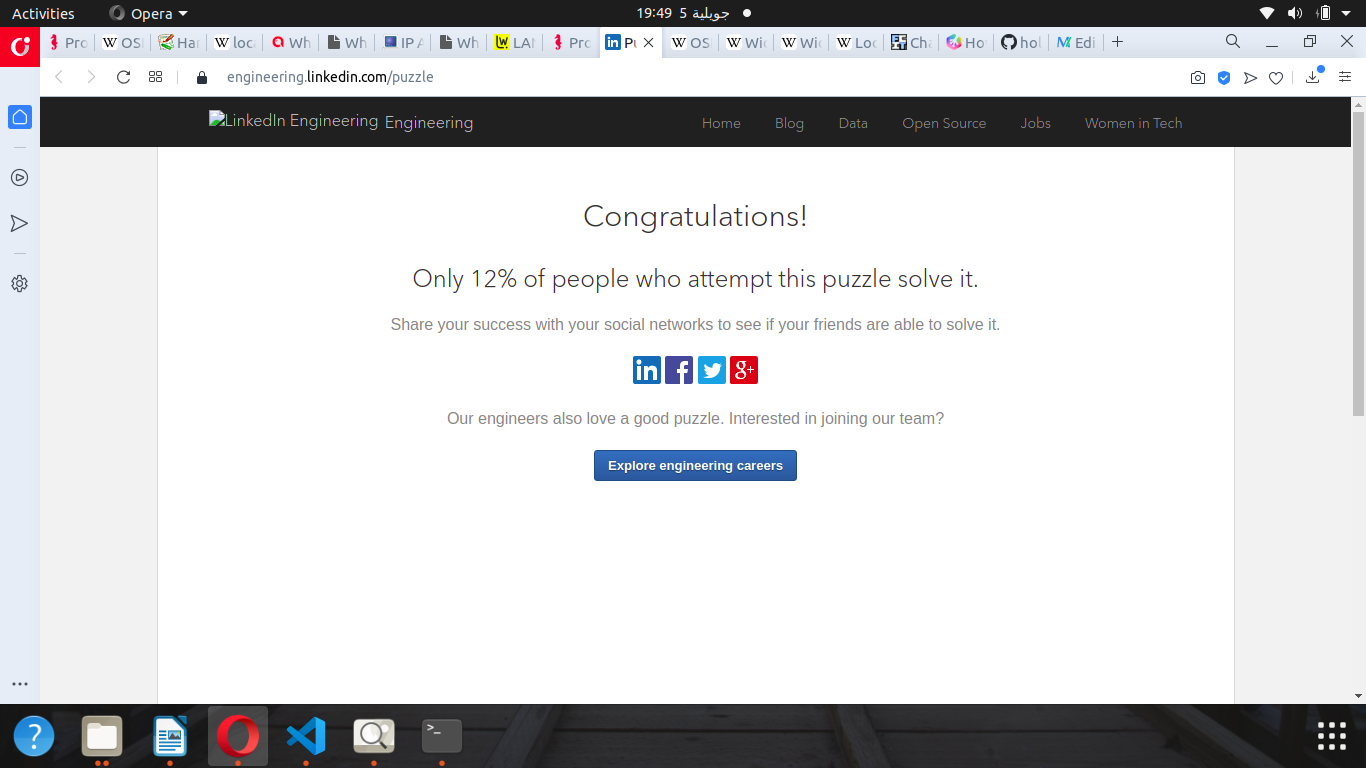 Activities
Opera
19:49 5 جويلية
Pro
OS
Har
loca
Wh
Wh
IP A
Wh
LAN
Pro
Pu
OS
Wid
Wid
Loc
Cha
Ho
hol
Edi
engineering.linkedin.com/puzzle
LinkedIn Engineering Engineering
Home
Blog
Data
Open Source
Jobs
Women in Tech
Congratulations!
Only 12% of people who attempt this puzzle solve it.
Share your success with your social networks to see if your friends are able to solve it.
Our engineers also love a good puzzle. Interested in joining our team?
Explore engineering careers